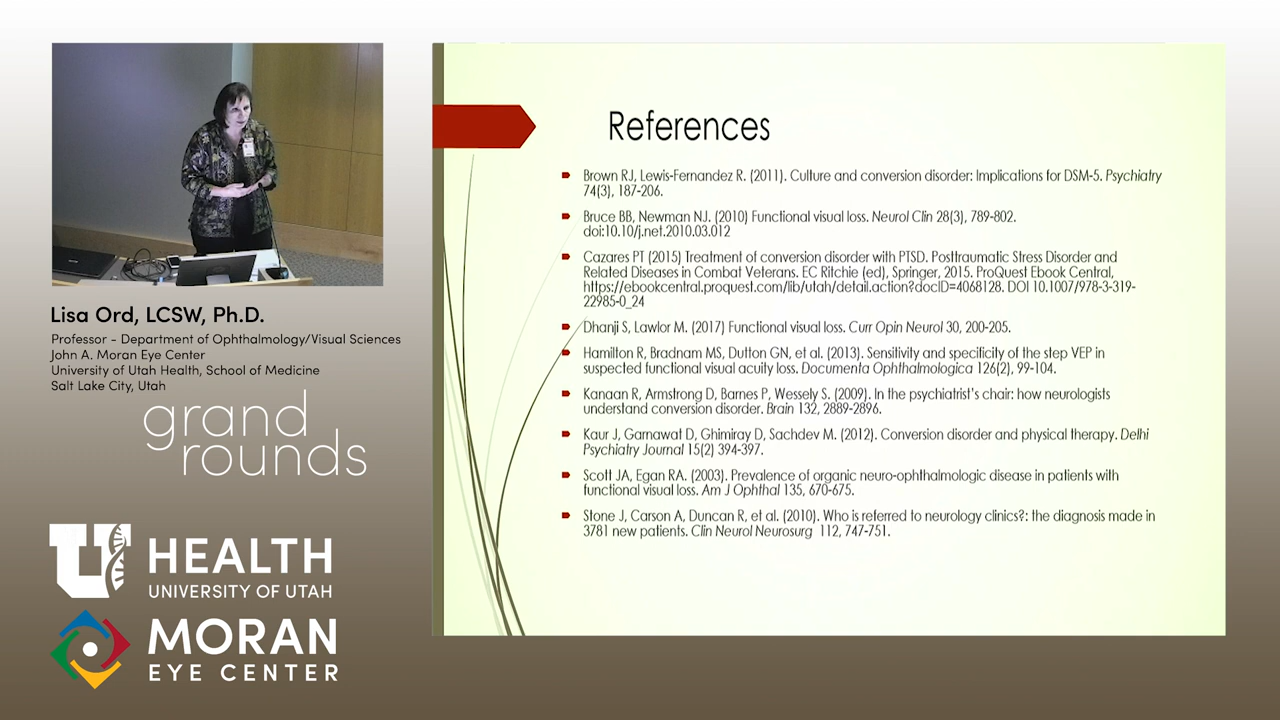 Lisa Ord, LCSW, Ph.D.
Professor - Department of Ophthalmology/Visual Sciences
John A. Moran Eye Center
University of Utah Health, School of Medicine
Salt Lake City, Utah
grand
rounds
U HEALTH
UNIVERSITY OF UTAH
MORAN
EYE CENTER
References
Brown RJ, Lewis-Fernandez R. (2011). Culture and conversion disorder: Implications for DSM-5. Psychiatry
74(3), 187-206.
Bruce BB, Newman NJ. (2010) Functional visual loss. Neurol Clin 28(3), 789-802.
doi:10.10/j.net.2010.03.012
Cazares PT (2015) Treatment of conversion disorder with PTSD. Posttraumatic Stress Disorder and
Related Diseases in Combat Veterans. EC Ritchie (ed), Springer, 2015. ProQuest Ebook Central,
https://ebookcentral.proquest.com/lib/utah/detail.action?docID=4068128. DOI 10.1007/978-3-319-
22985-0_24
Dhanji S, Lawlor M. (2017) Functional visual loss. Curr Opin Neurol 30, 200-205.
Hamilton R, Bradnam MS, Dutton GN, et al. (2013). Sensitivity and specificity of the step VEP in
suspected functional visual acuity loss. Documenta Ophthalmologica 126(2), 99-104.
Kanaan R, Armstrong D, Barnes P, Wessely S. (2009). In the psychiatrist's chair: how neurologists
understand conversion disorder. Brain 132, 2889-2896.
Kaur J, Garnawat D, Ghimiray D, Sachdev M. (2012). Conversion disorder and physical therapy. Delhi
Psychiatry Journal 15(2) 394-397.
Scott JA, Egan RA. (2003). Prevalence of organic neuro-ophthalmologic disease in patients with
functional visual loss. Am J Ophthal 135, 670-675.
Stone J, Carson A, Duncan R, et al. (2010). Who is referred to neurology clinics?: the diagnosis made in
3781 new patients. Clin Neurol Neurosurg 112, 747-751.